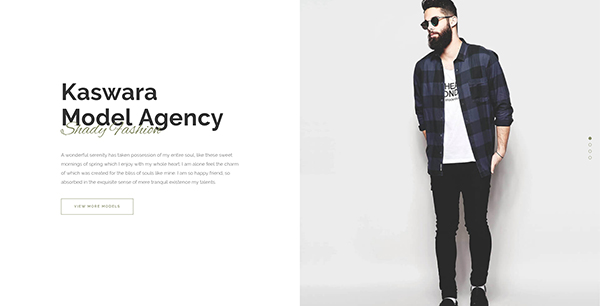 Kaswara
Model Agency
Shady Fashion
A wonderful serenity has taken possession of my entire soul, like these sweet
mornings of spring which I enjoy with my whole heart. I am alone feel the charm
of which was created for the bliss of souls like mine. I am so happy friend, so
absorbed in the exquisite sense of mere tranquil existence my talents.
VIEW MORE MODELS